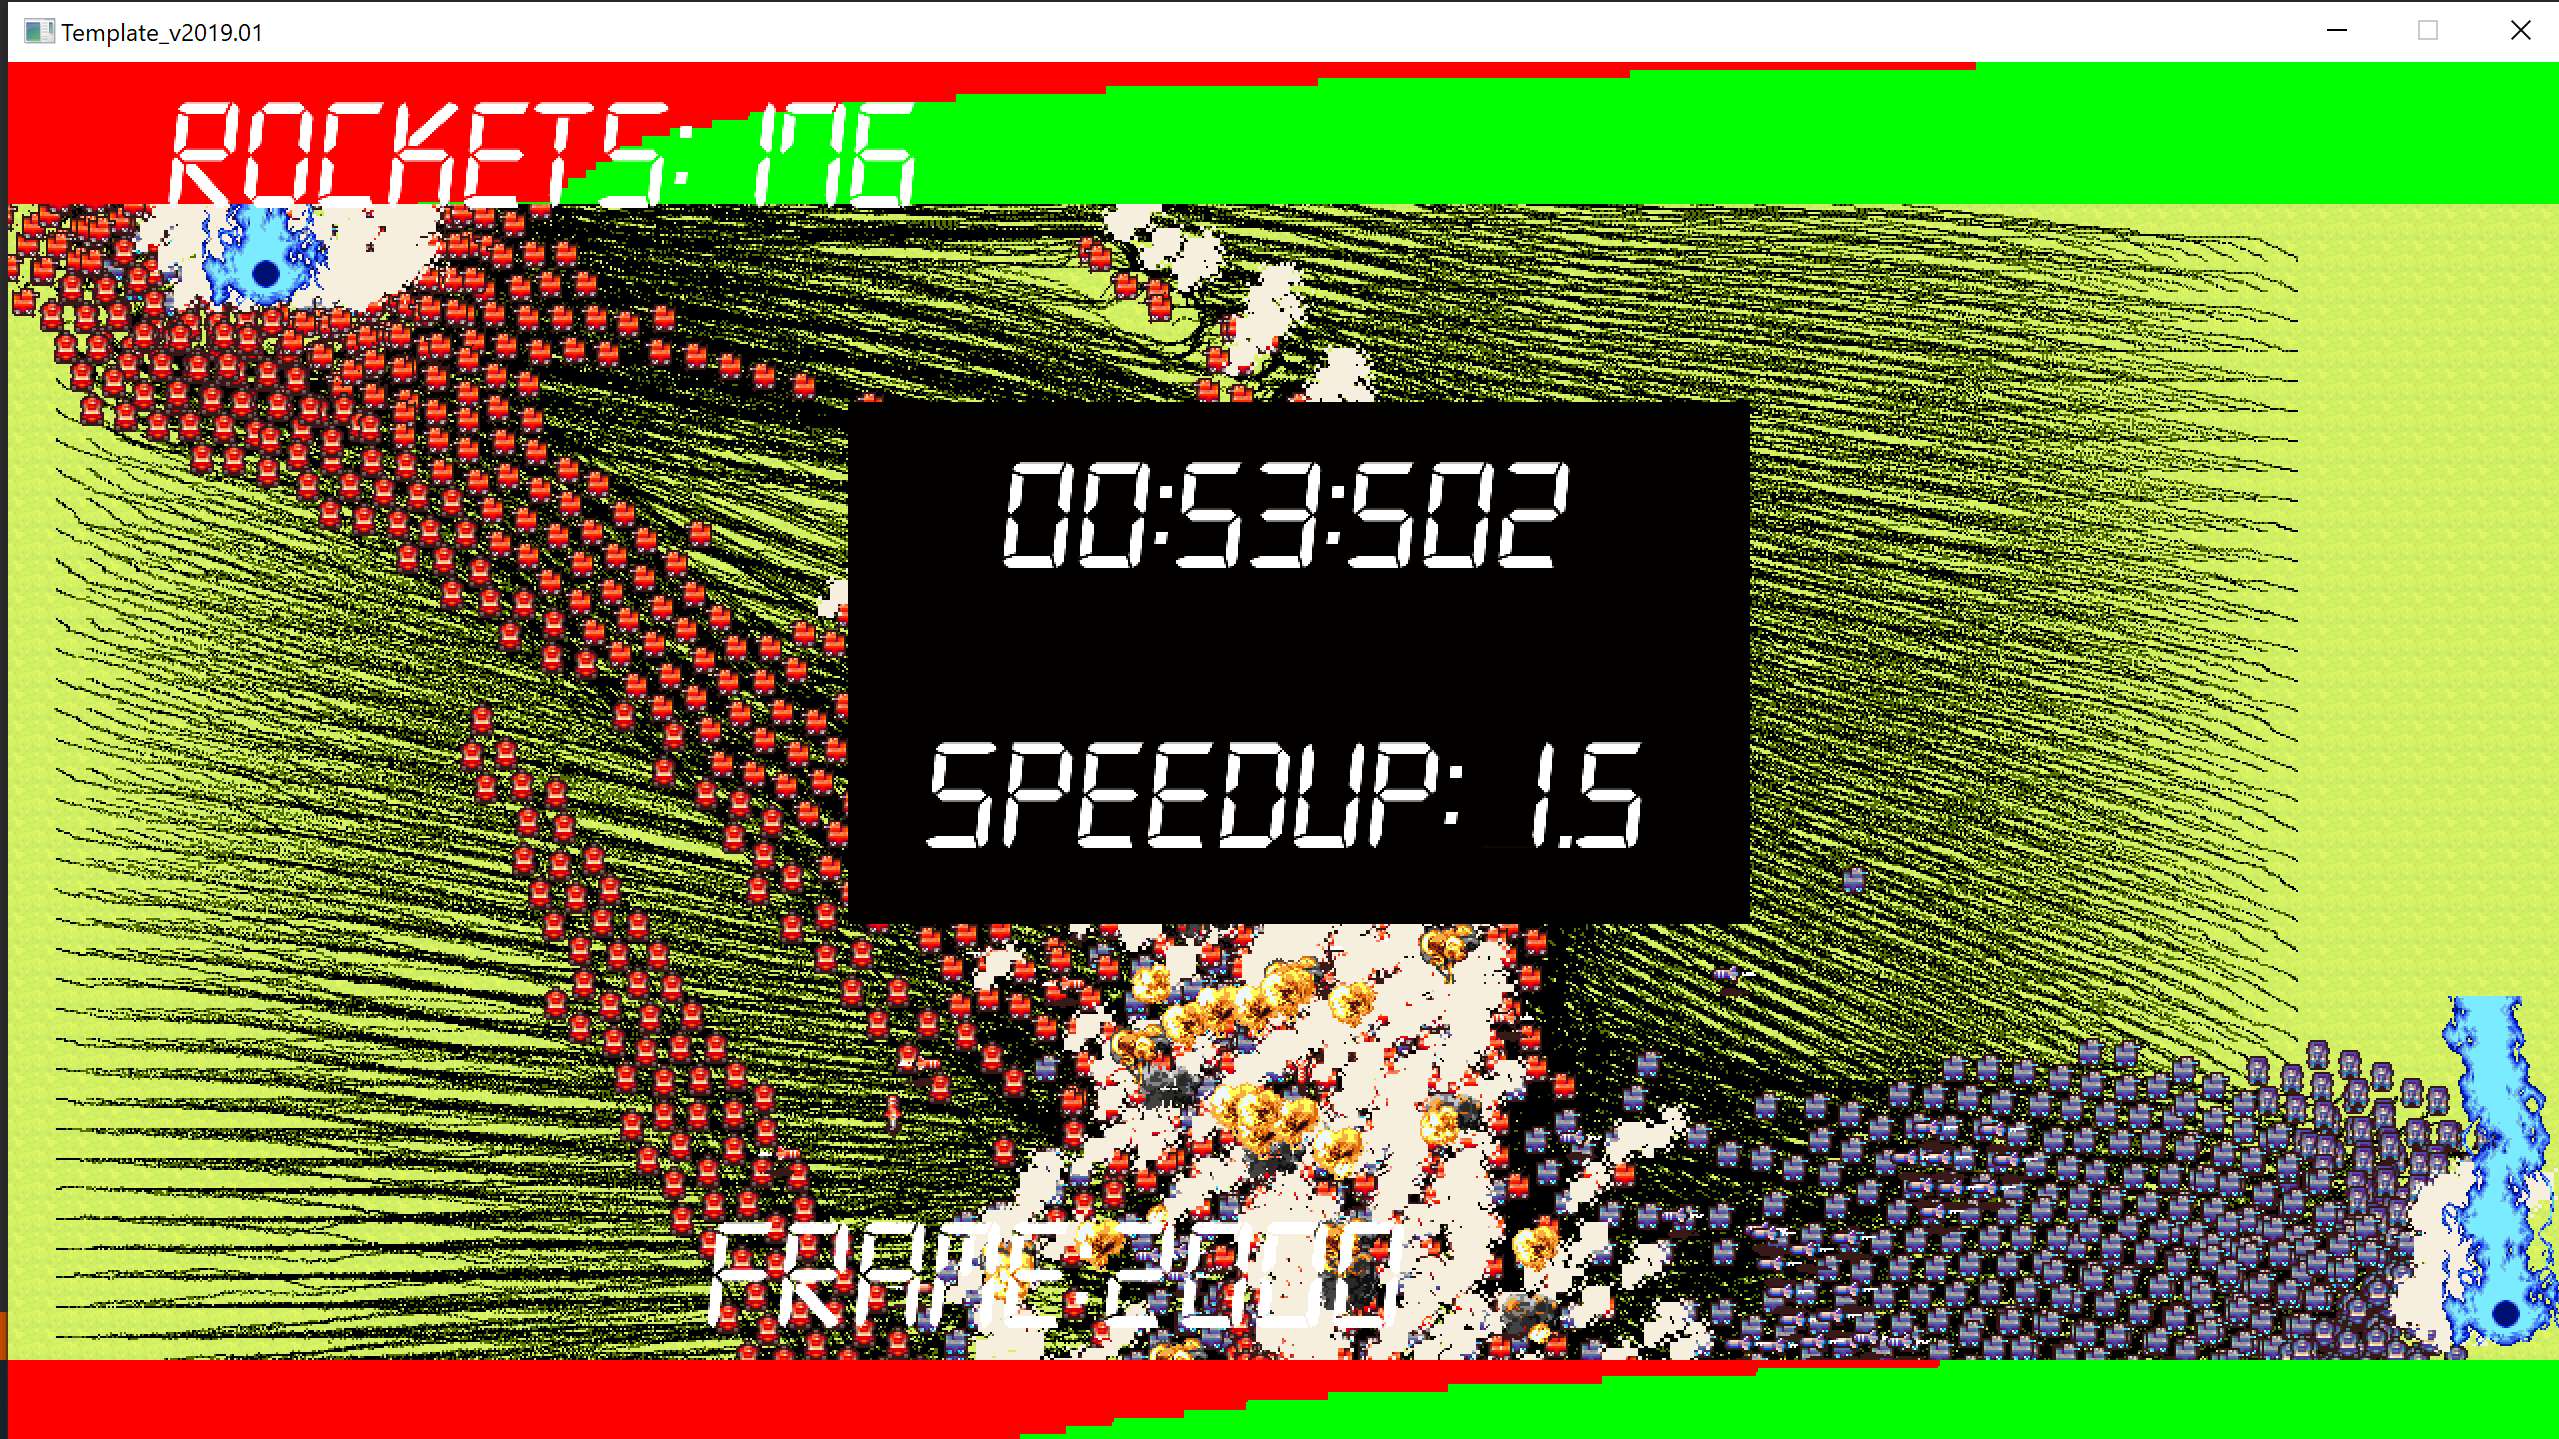 Template_v2019.01
ROCKETS: 176
00:53:502
SPEEDUP: 1.5
FRAME: 2000